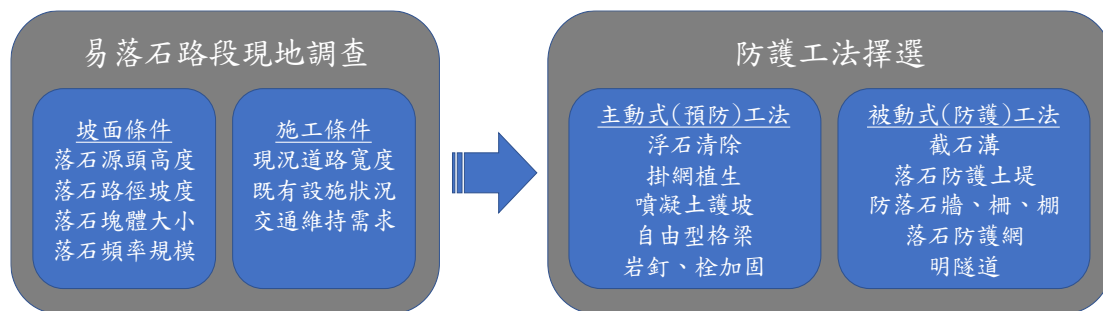 易落石路段現地調查
坡面條件
落石源頭高度
落石路徑坡度
落石塊體大小
落石頻率規模
施工條件
現況道路寬度
既有設施狀況
交通維持需求
防護工法擇選
主動式(預防)工法
浮石清除
掛網植生
噴凝土護坡
自由型格梁
岩釘、栓加固
被動式(防護)工法
截石溝
落石防護土堤
防落石牆、柵、棚
落石防護網
明隧道